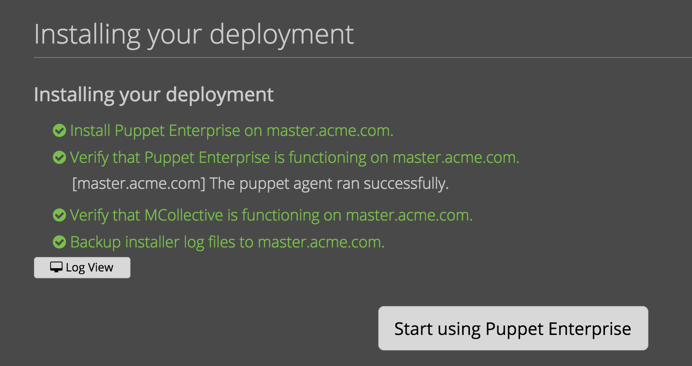 Installing your deployment
Installing your deployment
Install Puppet Enterprise on master.acme.com.
Verify that Puppet Enterprise is functioning on master.acme.com.
[master.acme.com] The puppet agent ran successfully.
Verify that MCollective is functioning on master.acme.com.
Backup installer log files to master.acme.com.
Log View
Start using Puppet Enterprise